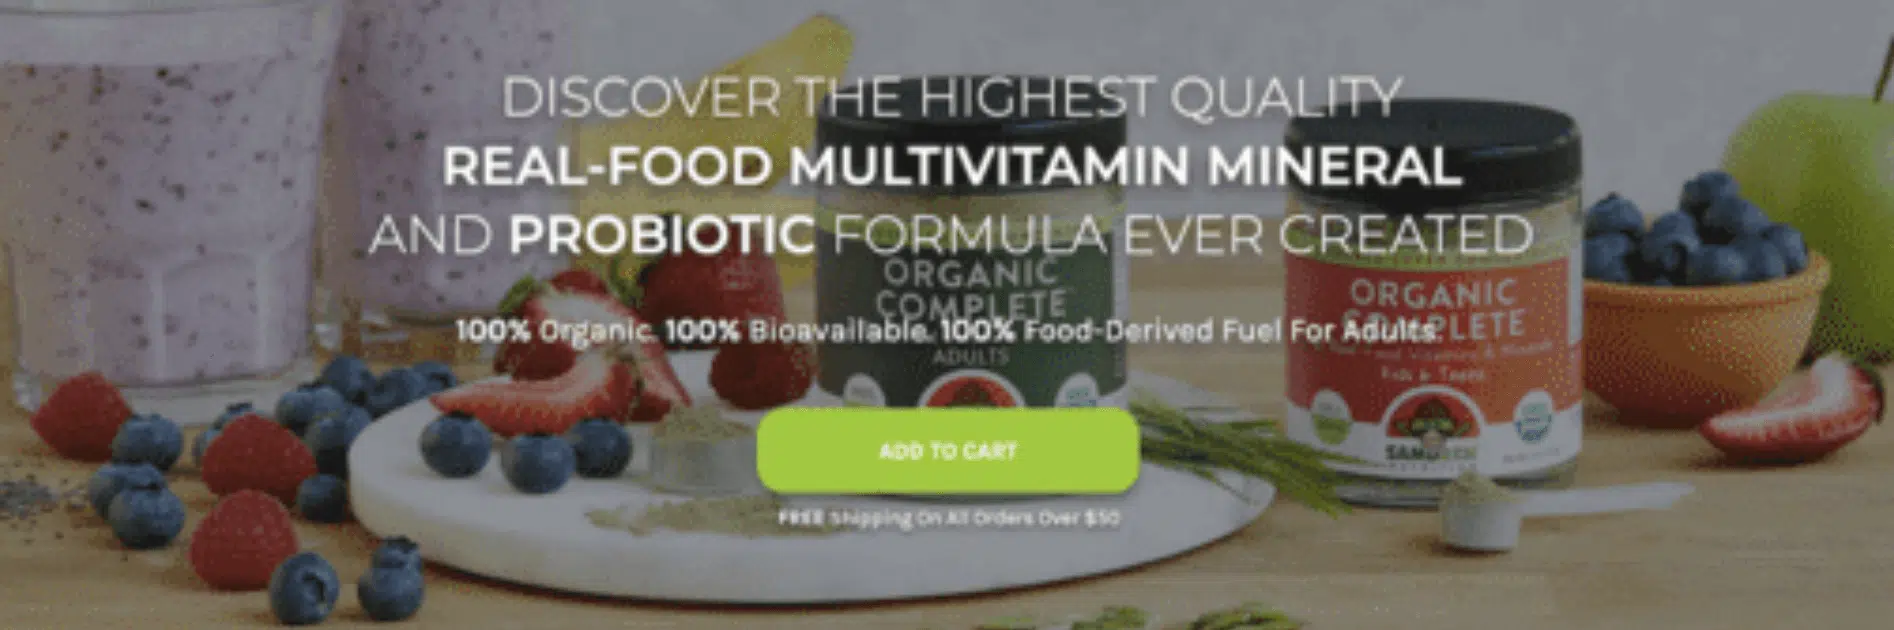 DISCOVER THE HIGHEST QUALITY
REAL-FOOD MULTIVITAMIN MINERAL
AND PROBIOTIC FORMULA EVER CREATED
ORGANIC
COMPLETE
ADULTS
ORGANIC
COMPLETE
Kids & Teens
100% Organic. 100% Bioavailable. 100% Food-Derived Fuel For Adults.
ADD TO CART
FREE Shipping On All Orders Over $50